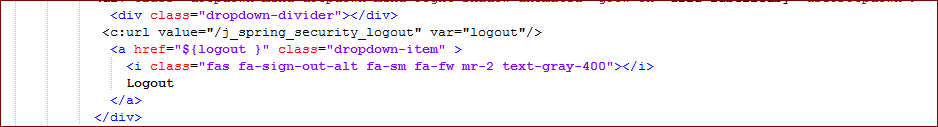 <div class="dropdown-divider"></div>
<c:url value="/j_spring_security_logout" var="logout"/>
<a href="${logout }" class="dropdown-item" >
<i class="fas fa-sign-out-alt fa-sm fa-fw mr-2 text-gray-400"></i>
Logout
</a>
</div>